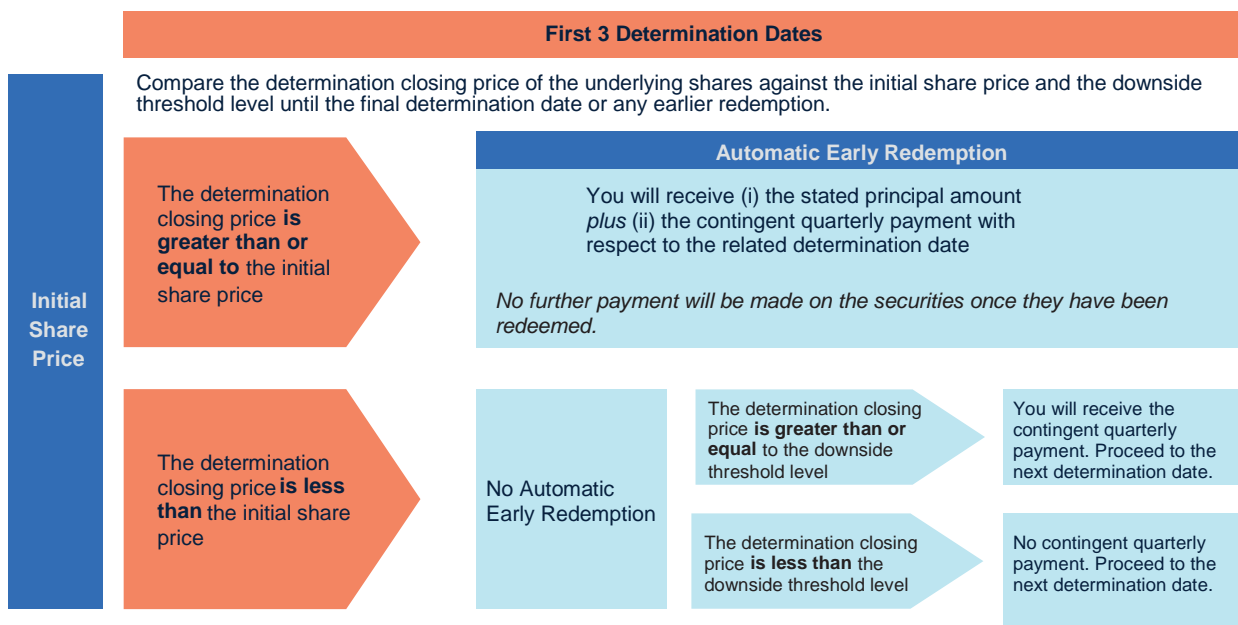 First 3 Determination Dates
Compare the determination closing price of the underlying shares against the initial share price and the downside
threshold level until the final determination date or any earlier redemption.
Initial
Share
Price
The determination
closing price is
greater than or
equal to the initial
share price
Automatic Early Redemption
You will receive (i) the stated principal amount
plus (ii) the contingent quarterly payment with
respect to the related determination date
No further payment will be made on the securities once they have been
redeemed.
The determination
closing price is less
than the initial share
price
No Automatic
Early Redemption
The determination closing
price is greater than or
equal to the downside
threshold level
You will receive the
contingent quarterly
payment. Proceed to the
next determination date.
The determination closing
price is less than the
downside threshold level
No contingent quarterly
payment. Proceed to the
next determination date.